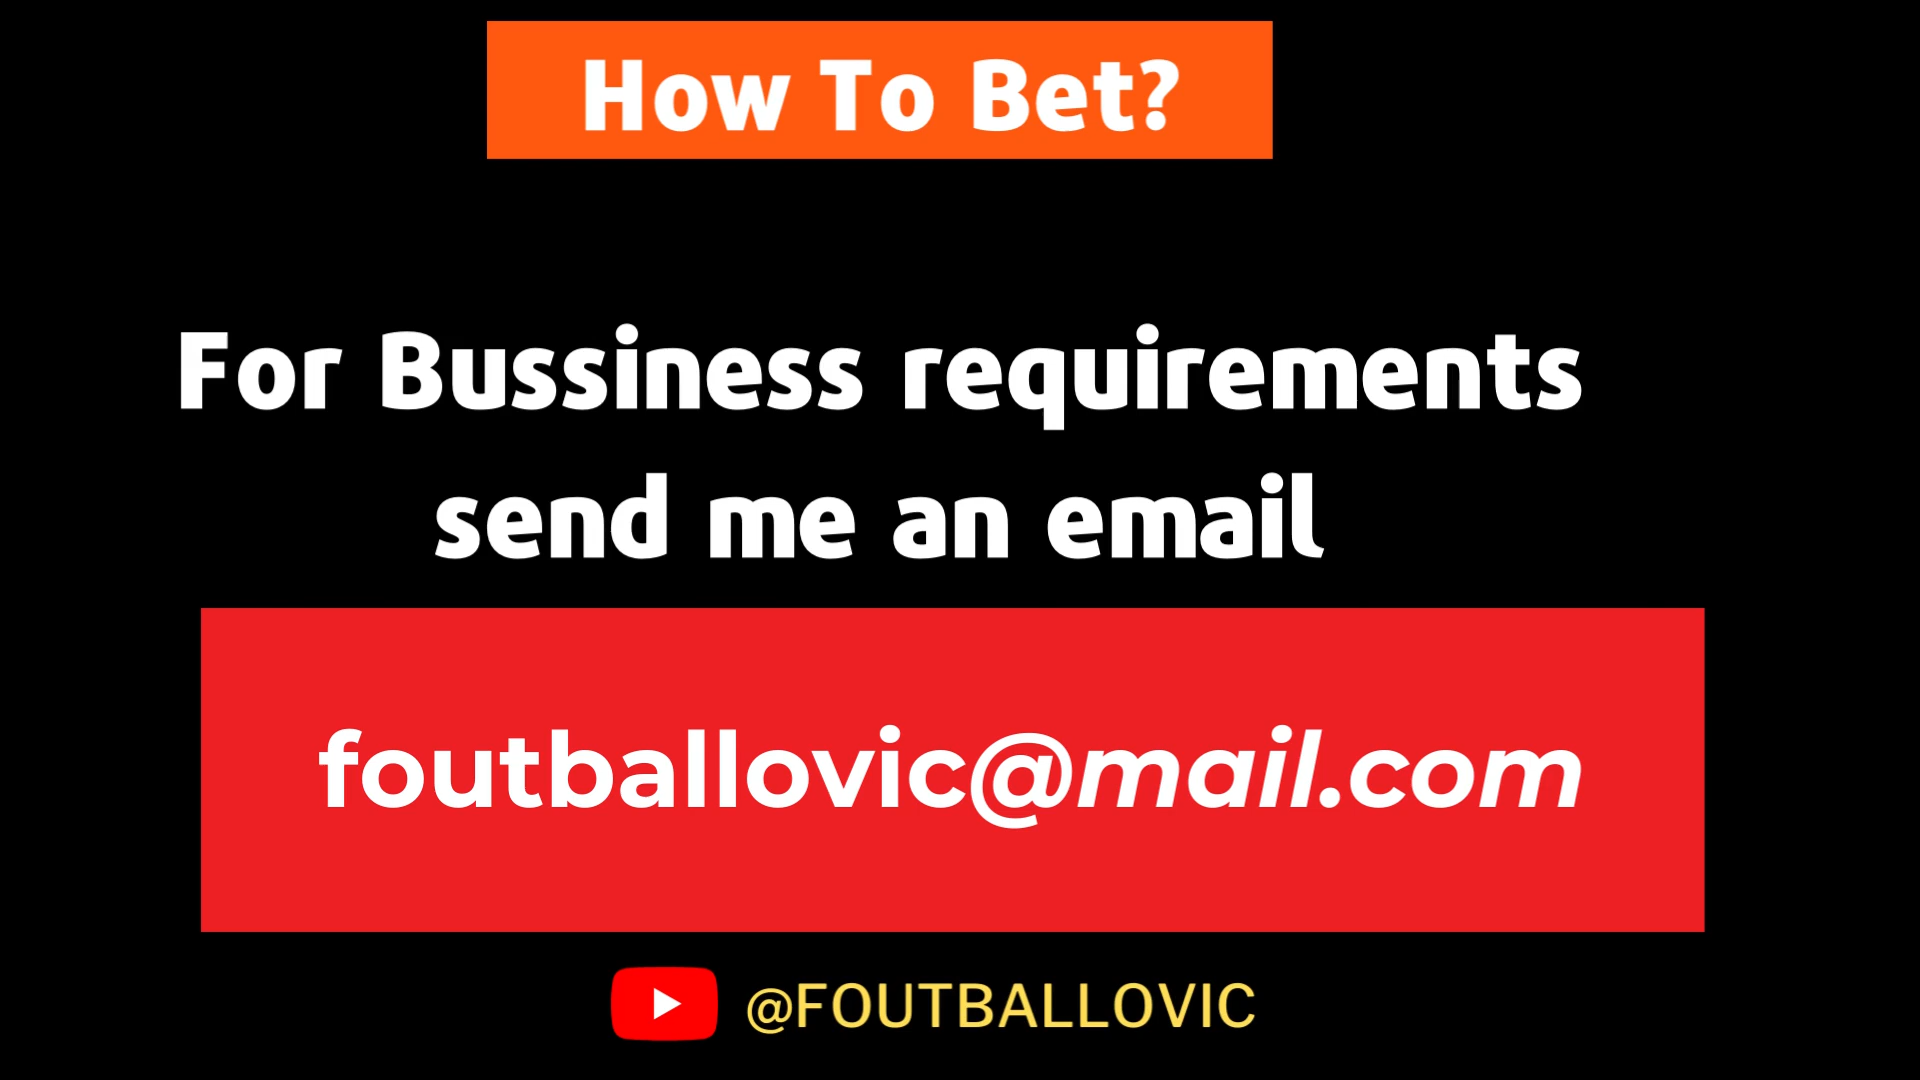 How To Bet?
For Bussiness requirements
send me an email
foutballovic@mail.com
@FOUTBALLOVIC